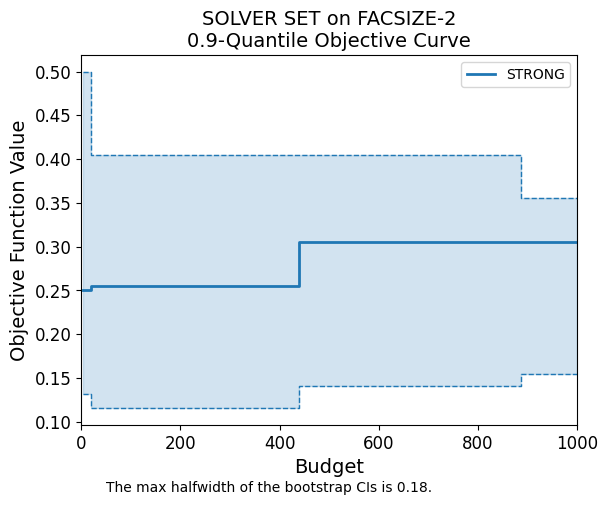 SOLVER SET on FACSIZE-2
0.9-Quantile Objective Curve
STRONG
0.50
0.45
0.40
0.35
0.30
0.25
0.20
0.15
0.10
Objective Function Value
0 200 400 600 800 1000
Budget
The max halfwidth of the bootstrap CIs is 0.18.